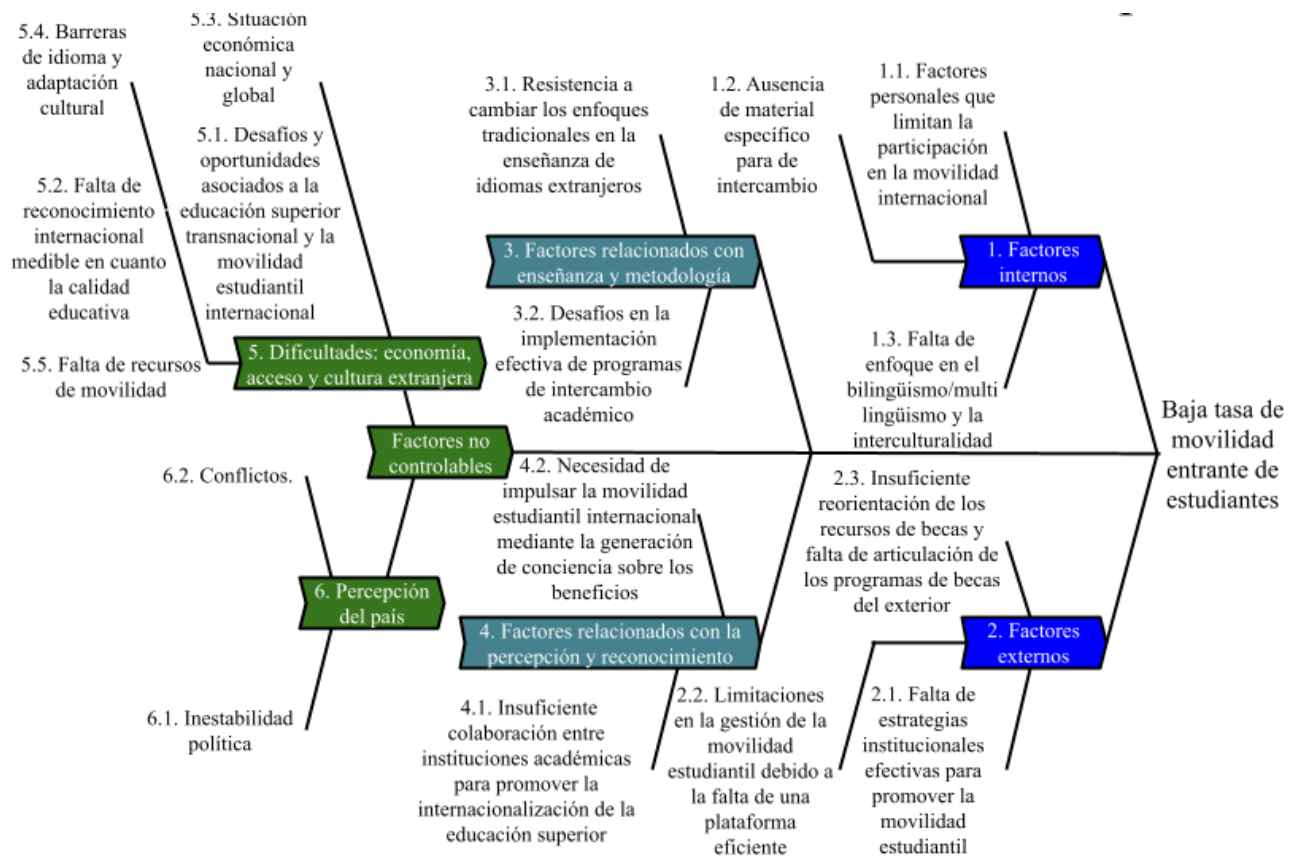 5.4. Barreras
de idioma y
adaptación
cultural
5.3. Situación
económica
nacional y
global
3.1. Resistencia a
cambiar los enfoques
tradicionales en la
enseñanza de
idiomas extranjeros
1.2. Ausencia
de material
específico
para de
intercambio
1.1. Factores
personales que
limitan la
participación
en la movilidad
internacional
5.2. Falta de
reconocimiento
internacional
medible en cuanto
la calidad
educativa
5.1. Desafíos y
oportunidades
asociados a la
educación superior
transnacional y la
movilidad
estudiantil
internacional
3. Factores relacionados con
enseñanza y metodología
1. Factores
internos
5.5. Falta de recursos
de movilidad
5. Dificultades: economía,
acceso y cultura extranjera
3.2. Desafíos en la
implementación
efectiva de programas
de intercambio
académico
1.3. Falta de
enfoque en el
bilingüismo/multi
lingüismo y la
interculturalidad
Baja tasa de
movilidad
entrante de
estudiantes
Factores no
controlables
6.2. Conflictos.
4.2. Necesidad de
impulsar la movilidad
estudiantil internacional
mediante la generación
de conciencia sobre los
beneficios
2.3. Insuficiente
reorientación de los
recursos de becas y
falta de articulación de
los programas de becas
del exterior
6. Percepción
del país
4. Factores relacionados con la
percepción y reconocimiento
2. Factores
externos
6.1. Inestabilidad
política
4.1. Insuficiente
colaboración entre
instituciones académicas
para promover la
internacionalización de la
educación superior
2.2. Limitaciones
en la gestión de la
movilidad
estudiantil debido a
la falta de una
plataforma
eficiente
2.1. Falta de
estrategias
institucionales
efectivas para
promover la
movilidad
estudiantil